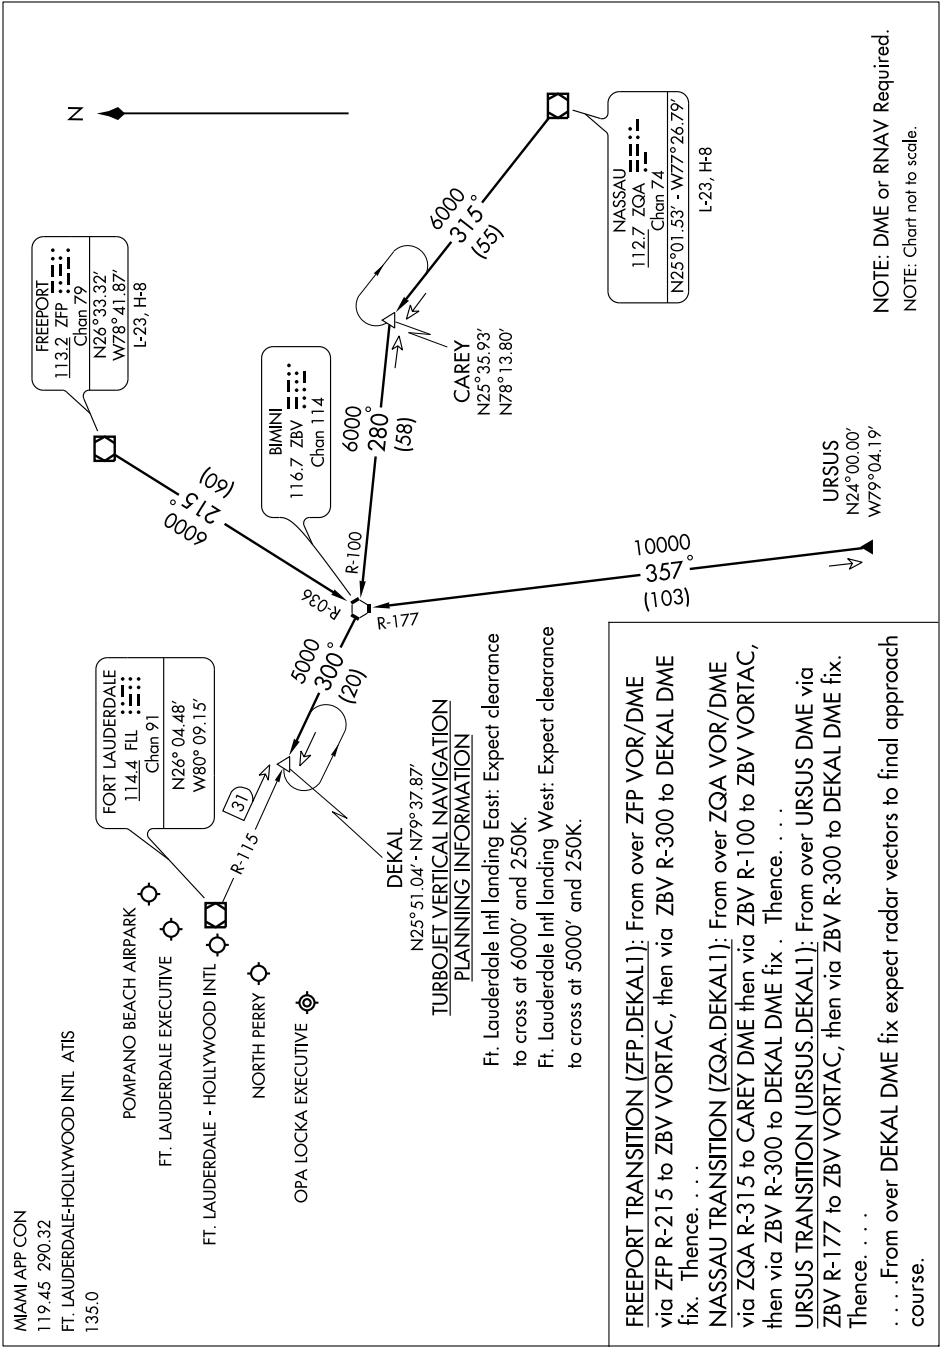 MIAMI APP CON
119.45 290.32
FT. LAUDERDALE-HOLLYWOOD INTL ATIS
135.0
POMPANO BEACH AIRPARK
FT. LAUDERDALE EXECUTIVE
FT. LAUDERDALE - HOLLYWOOD INTL
NORTH PERRY
OPA LOCKA EXECUTIVE
FORT LAUDERDALE
114.4 FLL
Chan 91
N26° 04.48′
W80° 09.15′
R-115
31
DEKAL
N25°51.04′ - N79°37.87′
5000
300°
(20)
FREEPORT
113.2 ZFP
Chan 79
N26°33.32′
W78°41.87′
L-23, H-8
6000
215°
(60)
R-036
BIMINI
116.7 ZBV
Chan 114
R-100
R-177
6000
280°
(58)
CAREY
N25°35.93′
N78°13.80′
6000
315°
(55)
N
NASSAU
112.7 ZQA
Chan 74
N25°01.53′ - W77°26.79′
L-23, H-8
10000
357°
(103)
URSUS
N24°00.00′
W79°04.19′
NOTE: DME or RNAV Required.
NOTE: Chart not to scale.
TURBOJET VERTICAL NAVIGATION
PLANNING INFORMATION
Ft. Lauderdale Intl landing East: Expect clearance
to cross at 6000′ and 250K.
Ft. Lauderdale Intl landing West: Expect clearance
to cross at 5000′ and 250K.
FREEPORT TRANSITION (ZFP.DEKAL1): From over ZFP VOR/DME
via ZFP R-215 to ZBV VORTAC, then via ZBV R-300 to DEKAL DME
fix. Thence. . . .
NASSAU TRANSITION (ZQA.DEKAL1): From over ZQA VOR/DME
via ZQA R-315 to CAREY DME then via ZBV R-100 to ZBV VORTAC,
then via ZBV R-300 to DEKAL DME fix . Thence. . . .
URSUS TRANSITION (URSUS.DEKAL1): From over URSUS DME via
ZBV R-177 to ZBV VORTAC, then via ZBV R-300 to DEKAL DME fix.
Thence. . . .
. . . .From over DEKAL DME fix expect radar vectors to final approach
course.